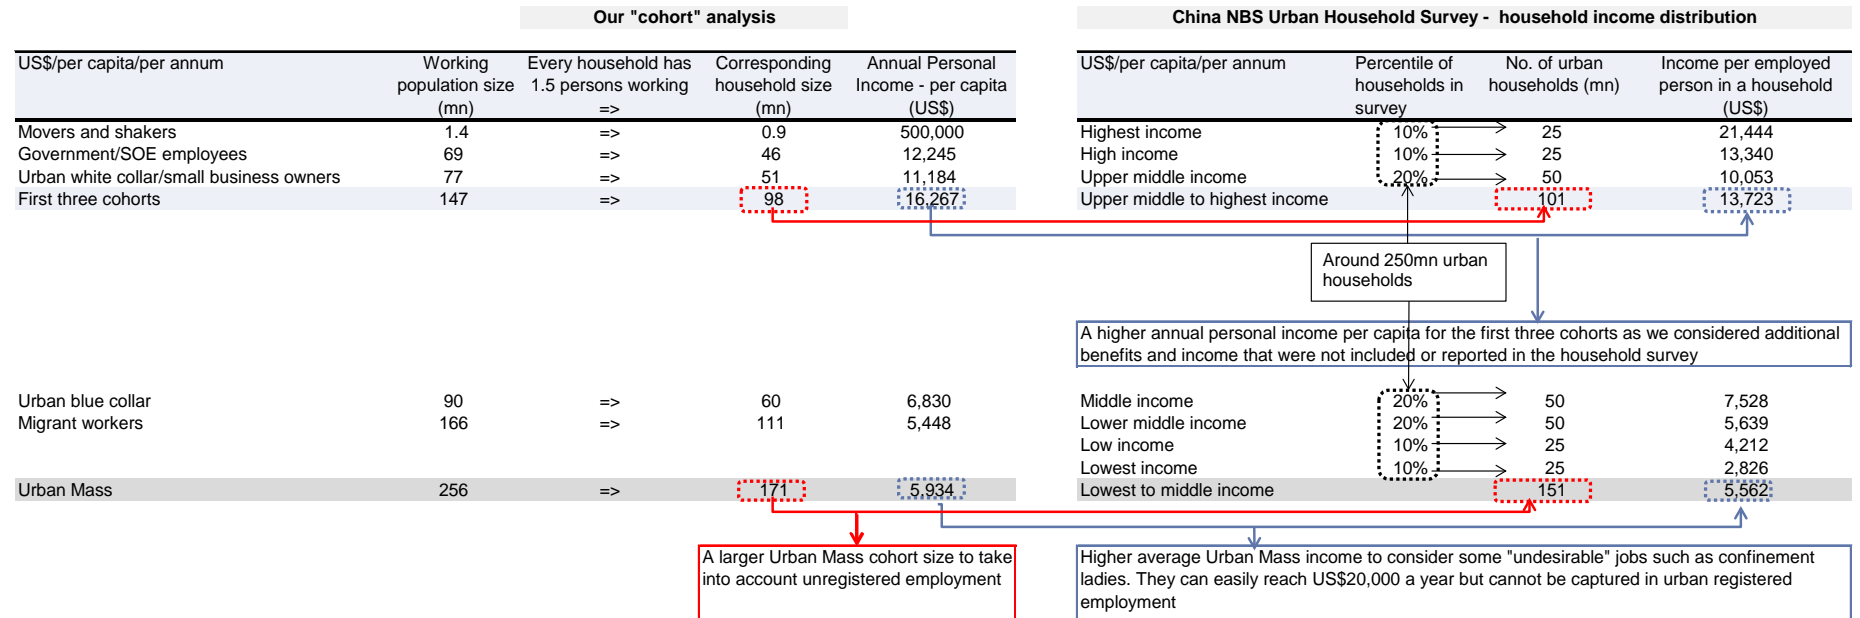 Our "cohort" analysis
China NBS Urban Household Survey - household income distribution
US$/per capita/per annum
Working population size (mn)
Every household has 1.5 persons working =>
Corresponding household size (mn)
Annual Personal Income - per capita (US$)
US$/per capita/per annum
Percentile of households in survey
No. of urban households (mn)
Income per employed person in a household (US$)
Movers and shakers 1.4 => 0.9 500,000 Highest income 10% 25 21,444
Government/SOE employees 69 => 46 12,245 High income 10% 25 13,340
Urban white collar/small business owners 77 => 51 11,184 Upper middle income 20% 50 10,053
First three cohorts 147 => 98 16,267 Upper middle to highest income 101 13,723
Around 250mn urban
households
A higher annual personal income per capita for the first three cohorts as we considered additional
benefits and income that were not included or reported in the household survey
Urban blue collar 90 => 60 6,830 Middle income 20% 50 7,528
Migrant workers 166 => 111 5,448 Lower middle income 20% 50 5,639
Low income 10% 25 4,212
Lowest income 10% 25 2,826
Urban Mass 256 => 171 5,934 Lowest to middle income 151 5,562
A larger Urban Mass cohort size to take
into account unregistered employment
Higher average Urban Mass income to consider some "undesirable" jobs such as confinement
ladies. They can easily reach US$20,000 a year but cannot be captured in urban registered
employment